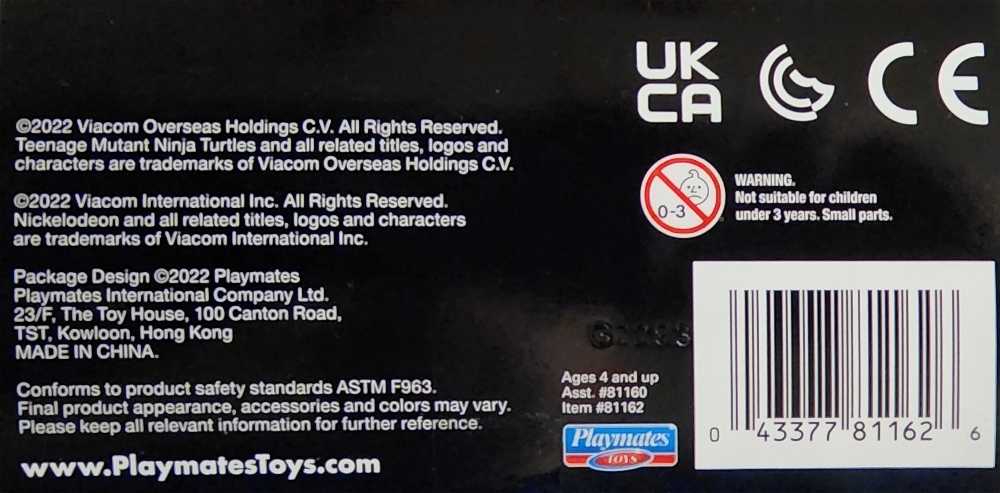 ©2022 Viacom Overseas Holdings C.V. All Rights Reserved.
Teenage Mutant Ninja Turtles and all related titles, logos and
characters are trademarks of Viacom Overseas Holdings C.V.
©2022 Viacom International Inc. All Rights Reserved.
Nickelodeon and all related titles, logos and characters
are trademarks of Viacom International Inc.
Package Design ©2022 Playmates
Playmates International Company Ltd.
23/F, The Toy House, 100 Canton Road,
TST, Kowloon, Hong Kong
MADE IN CHINA.
Conforms to product safety standards ASTM F963.
Final product appearance, accessories and colors may vary.
Please keep all relevant information for further reference.
www.PlaymatesToys.com
UK
CA
CE
0-3
WARNING.
Not suitable for children
under 3 years. Small parts.
Ages 4 and up
Asst. #81160
Item #81162
Playmates
TOYS
0 43377 81162 6